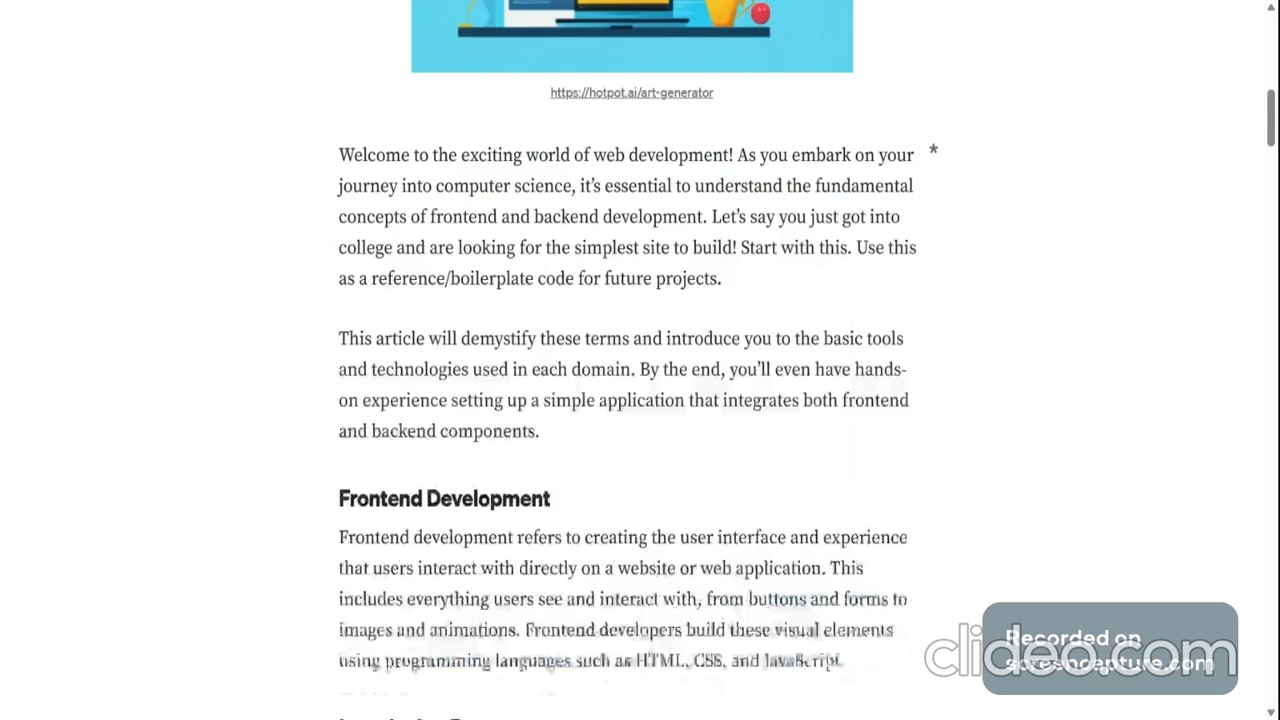 https://hotpot.ai/art-generator
Welcome to the exciting world of web development! As you embark on your *
journey into computer science, it's essential to understand the fundamental
concepts of frontend and backend development. Let's say you just got into
college and are looking for the simplest site to build! Start with this. Use this
as a reference/boilerplate code for future projects.
This article will demystify these terms and introduce you to the basic tools
and technologies used in each domain. By the end, you'll even have hands-
on experience setting up a simple application that integrates both frontend
and backend components.
Frontend Development
Frontend development refers to creating the user interface and experience
that users interact with directly on a website or web application. This
includes everything users see and interact with, from buttons and forms to
images and animations. Frontend developers build these visual elements
using programming languages such as HTML, CSS, and JavaScript.
Recorded on
screencapture.com
clideo.com